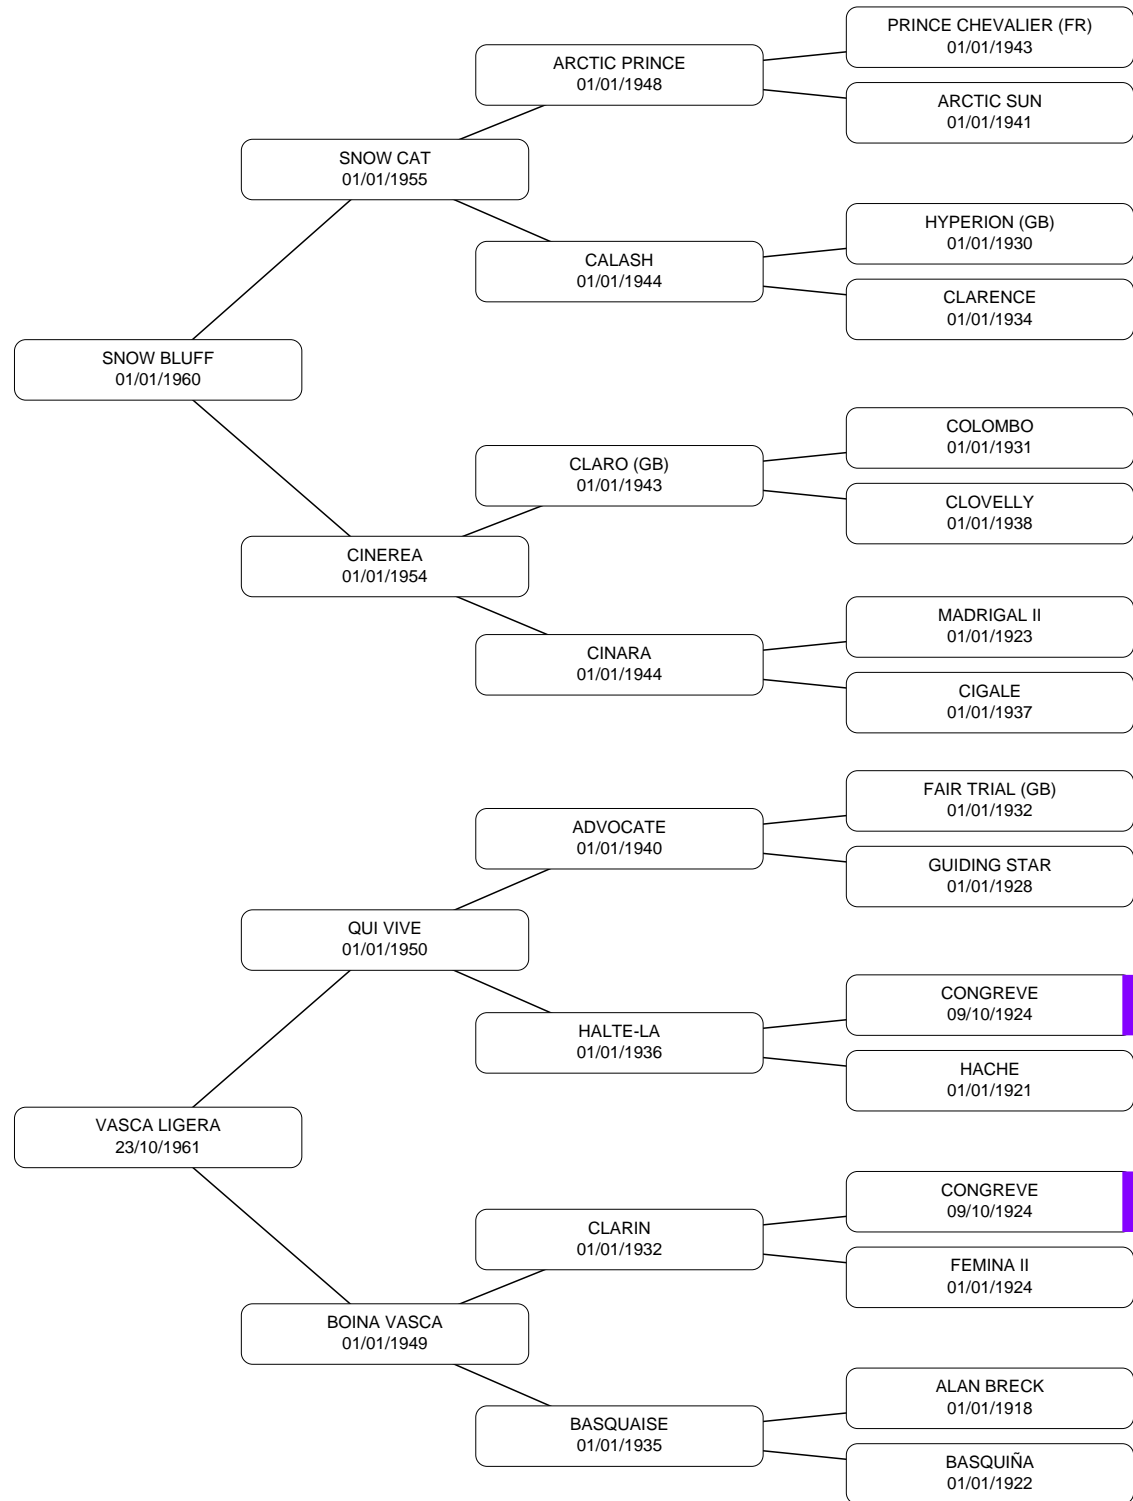 PRINCE CHEVALIER (FR)
01/01/1943
ARCTIC PRINCE
01/01/1948
ARCTIC SUN
01/01/1941
SNOW CAT
01/01/1955
HYPERION (GB)
01/01/1930
CALASH
01/01/1944
CLARENCE
01/01/1934
SNOW BLUFF
01/01/1960
COLOMBO
01/01/1931
CLARO (GB)
01/01/1943
CLOVELLY
01/01/1938
CINEREA
01/01/1954
MADRIGAL II
01/01/1923
CINARA
01/01/1944
CIGALE
01/01/1937
FAIR TRIAL (GB)
01/01/1932
ADVOCATE
01/01/1940
GUIDING STAR
01/01/1928
QUI VIVE
01/01/1950
CONGREVE
09/10/1924
HALTE-LA
01/01/1936
HACHE
01/01/1921
VASCA LIGERA
23/10/1961
CONGREVE
09/10/1924
CLARIN
01/01/1932
FEMINA II
01/01/1924
BOINA VASCA
01/01/1949
ALAN BRECK
01/01/1918
BASQUAISE
01/01/1935
BASQUIÑA
01/01/1922